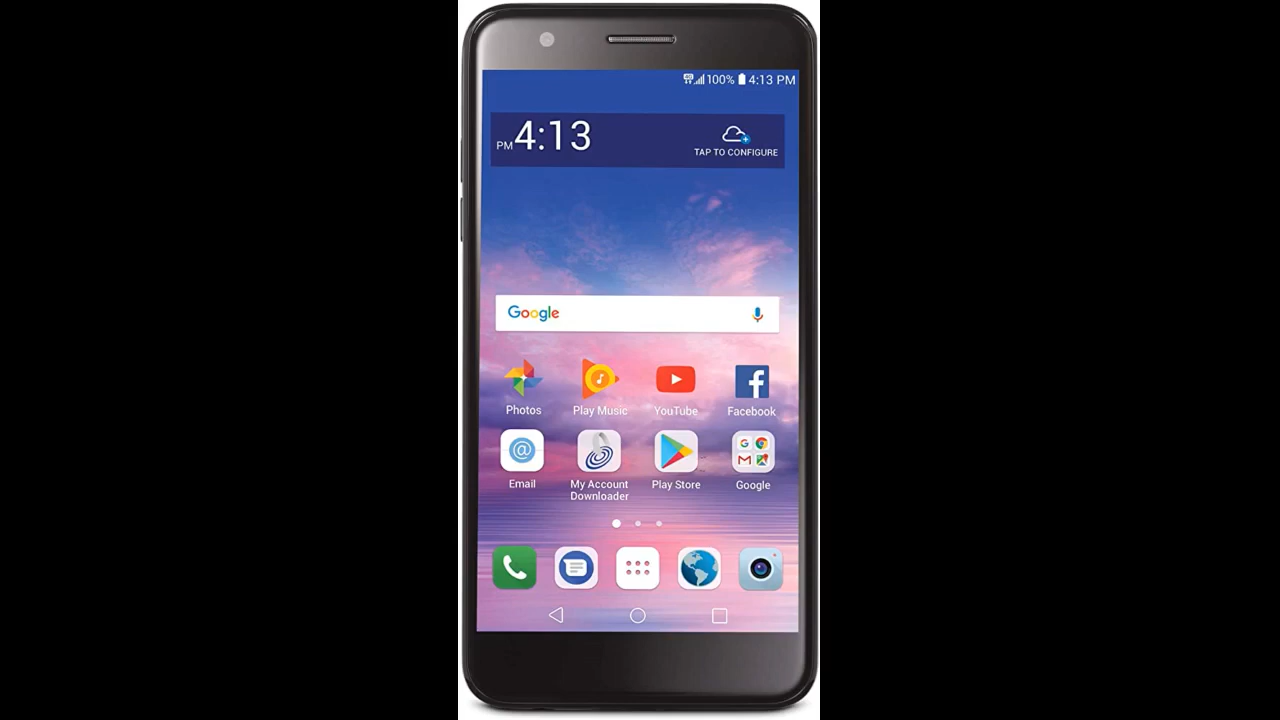 100% 4:13 PM
PM 4:13
TAP TO CONFIGURE
Google
Photos Play Music YouTube Facebook
Email My Account Downloader Play Store Google